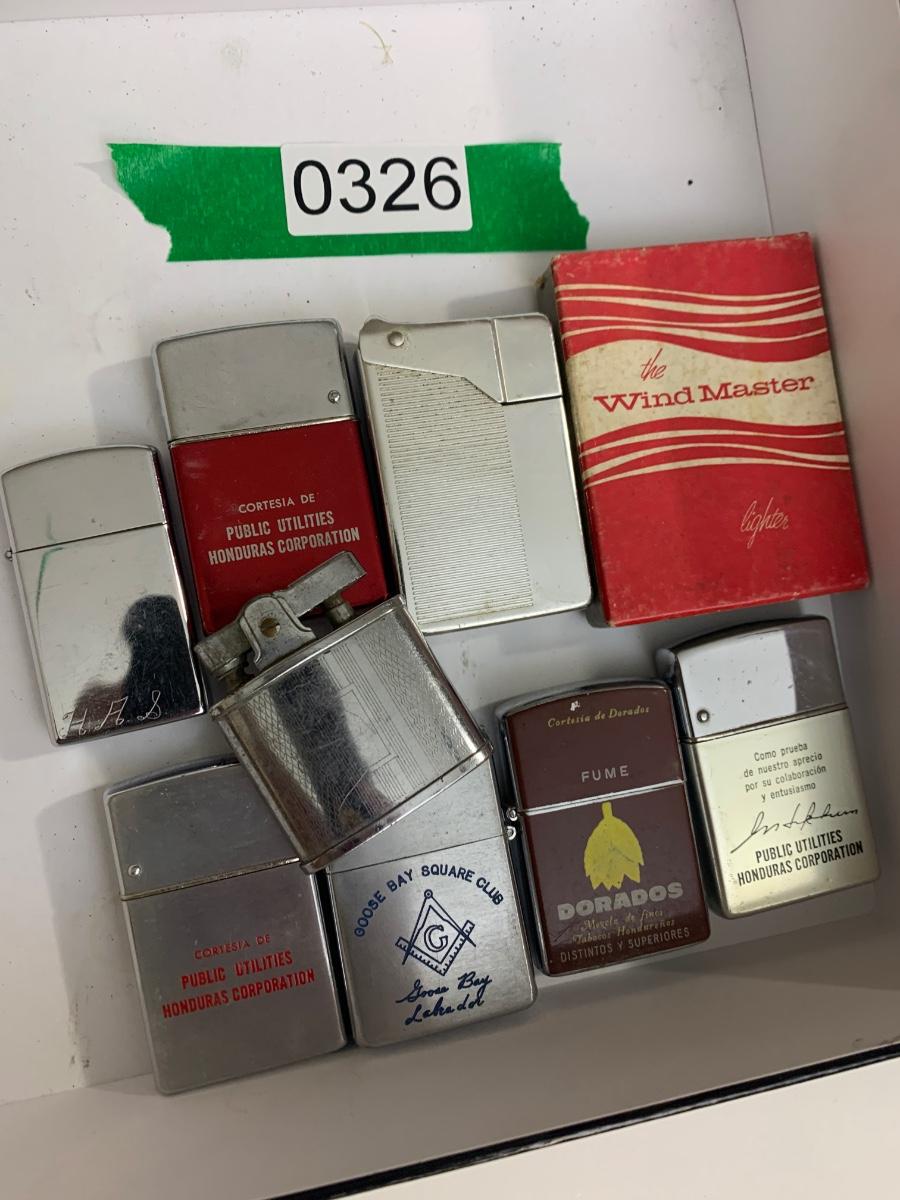 0326
the
Wind Master
lighter
CORTESIA DE
PUBLIC UTILITIES
HONDURAS CORPORATION
H. G. S
Cortesia de Dorados
FUME
DORADOS
Mezcla de finos
Tabacos Hondureños
DISTINTOS Y SUPERIORES
Como prueba
de nuestro aprecio
por su colaboración
y entusiasmo
PUBLIC UTILITIES
HONDURAS CORPORATION
GOOSE BAY SQUARE CLUB
G
Goose Bay
Labrador
CORTESIA DE
PUBLIC UTILITIES
HONDURAS CORPORATION